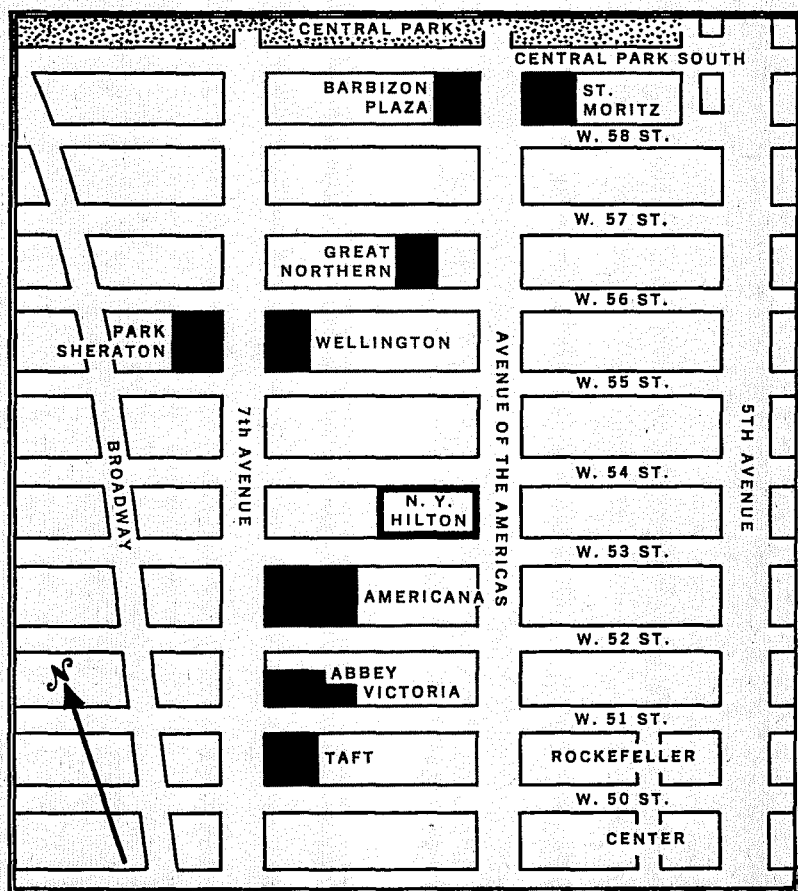 CENTRAL PARK
CENTRAL PARK SOUTH
BARBIZON
PLAZA
ST.
MORITZ
W. 58 ST.
W. 57 ST.
GREAT
NORTHERN
W. 56 ST.
PARK
SHERATON
WELLINGTON
AVENUE OF THE AMERICAS
W. 55 ST.
7th AVENUE
5TH AVENUE
BROADWAY
W. 54 ST.
N. Y.
HILTON
W. 53 ST.
AMERICANA
W. 52 ST.
N
ABBEY
VICTORIA
W. 51 ST.
TAFT
ROCKEFELLER
W. 50 ST.
CENTER